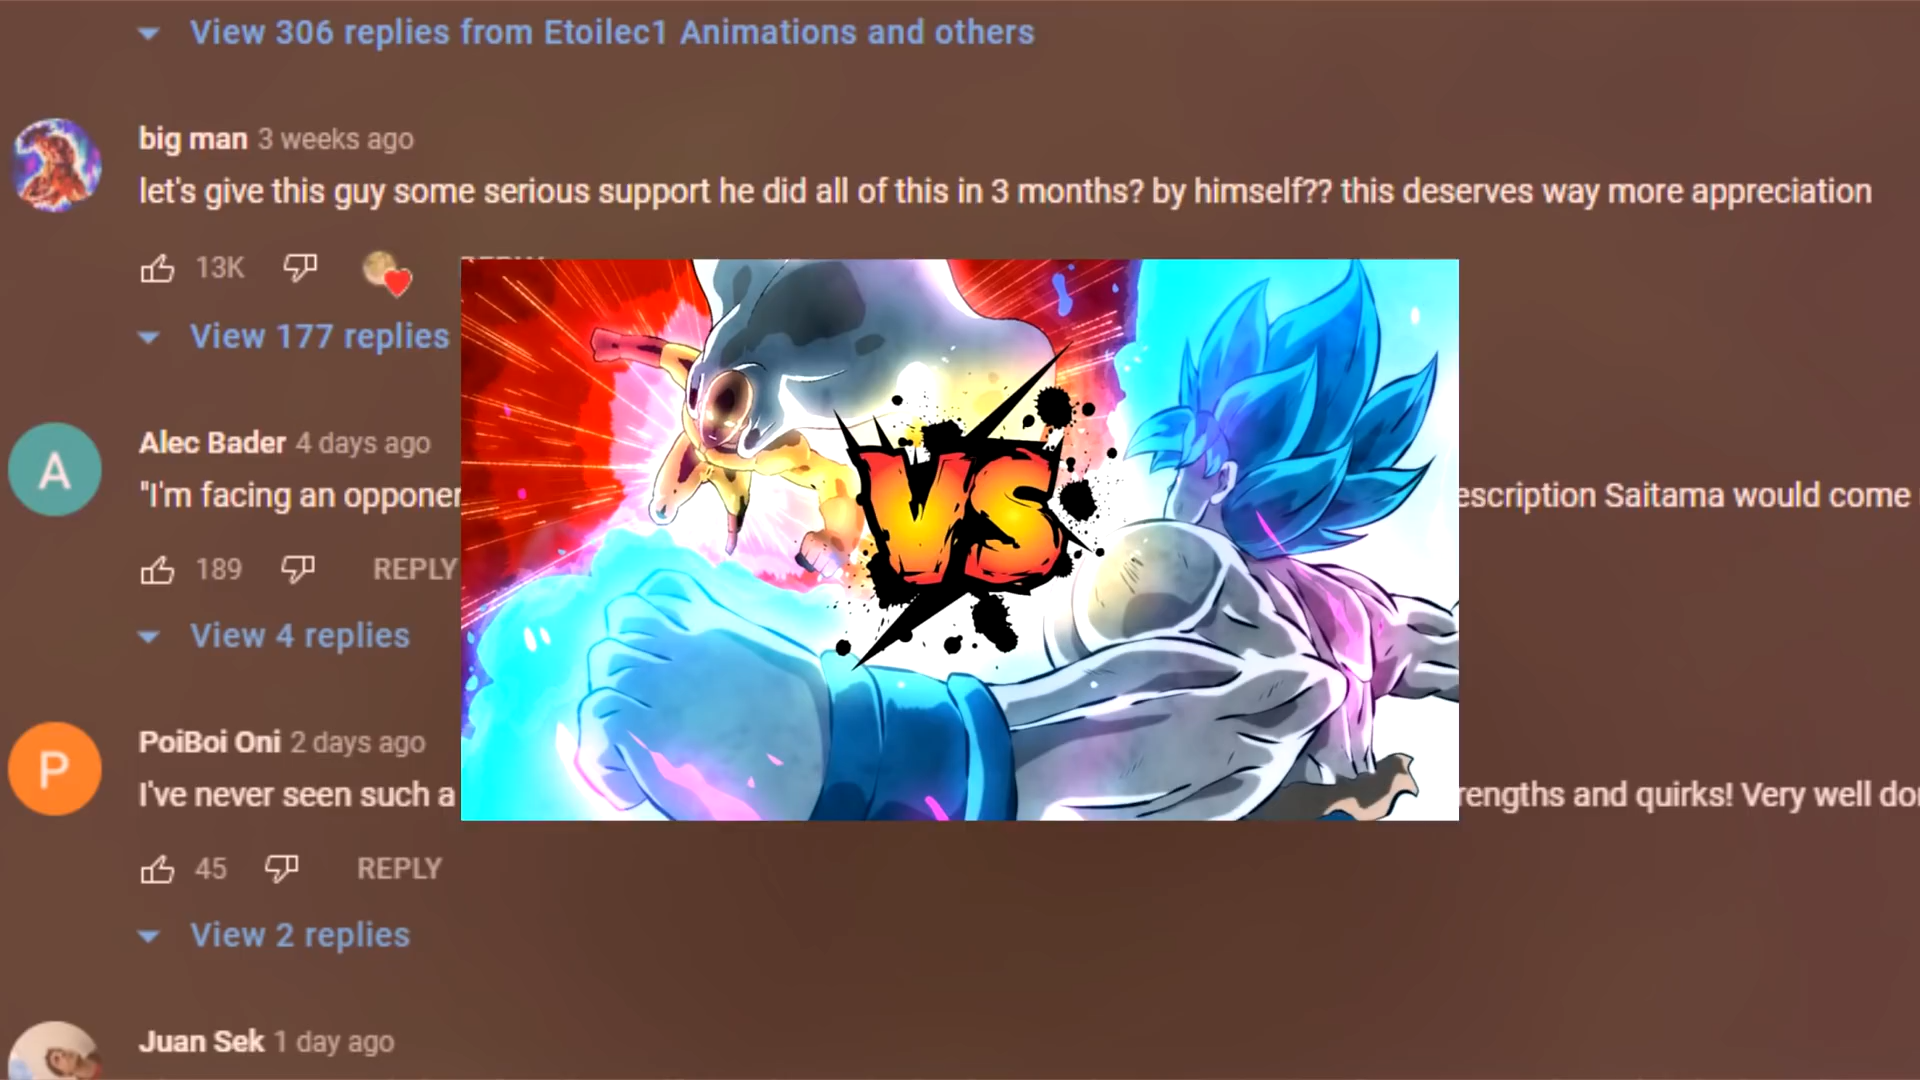 View 306 replies from Etoilec1 Animations and others
big man 3 weeks ago
let's give this guy some serious support he did all of this in 3 months? by himself?? this deserves way more appreciation
13K
View 177 replies
VS
Alec Bader 4 days ago
"I'm facing an escription Saitama would come
189 REPLY
View 4 replies
PoiBoi Oni 2 days ago
I've never seen such a rengths and quirks! Very well
45 REPLY
View 2 replies
Juan Sek 1 day ago
A
P